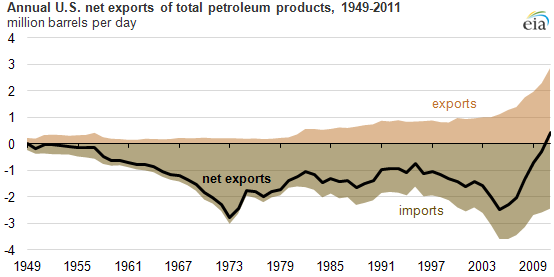 Annual U.S. net exports of total petroleum products, 1949-2011
million barrels per day
eia
4
3
2
1
0
-1
-2
-3
-4
exports
net exports
imports
1949 1955 1961 1967 1973 1979 1985 1991 1997 2003 2009